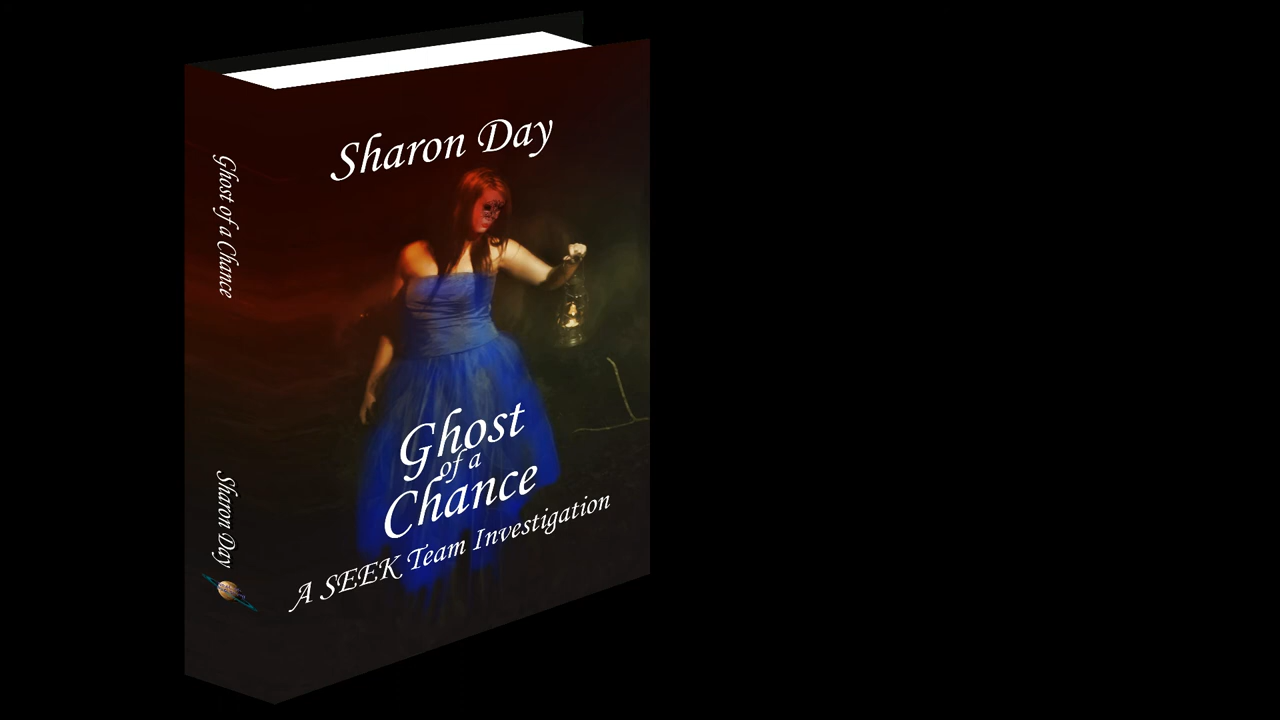 Sharon Day
Ghost
of a
Chance
A SEEK Team Investigation
Ghost of a Chance
Sharon Day